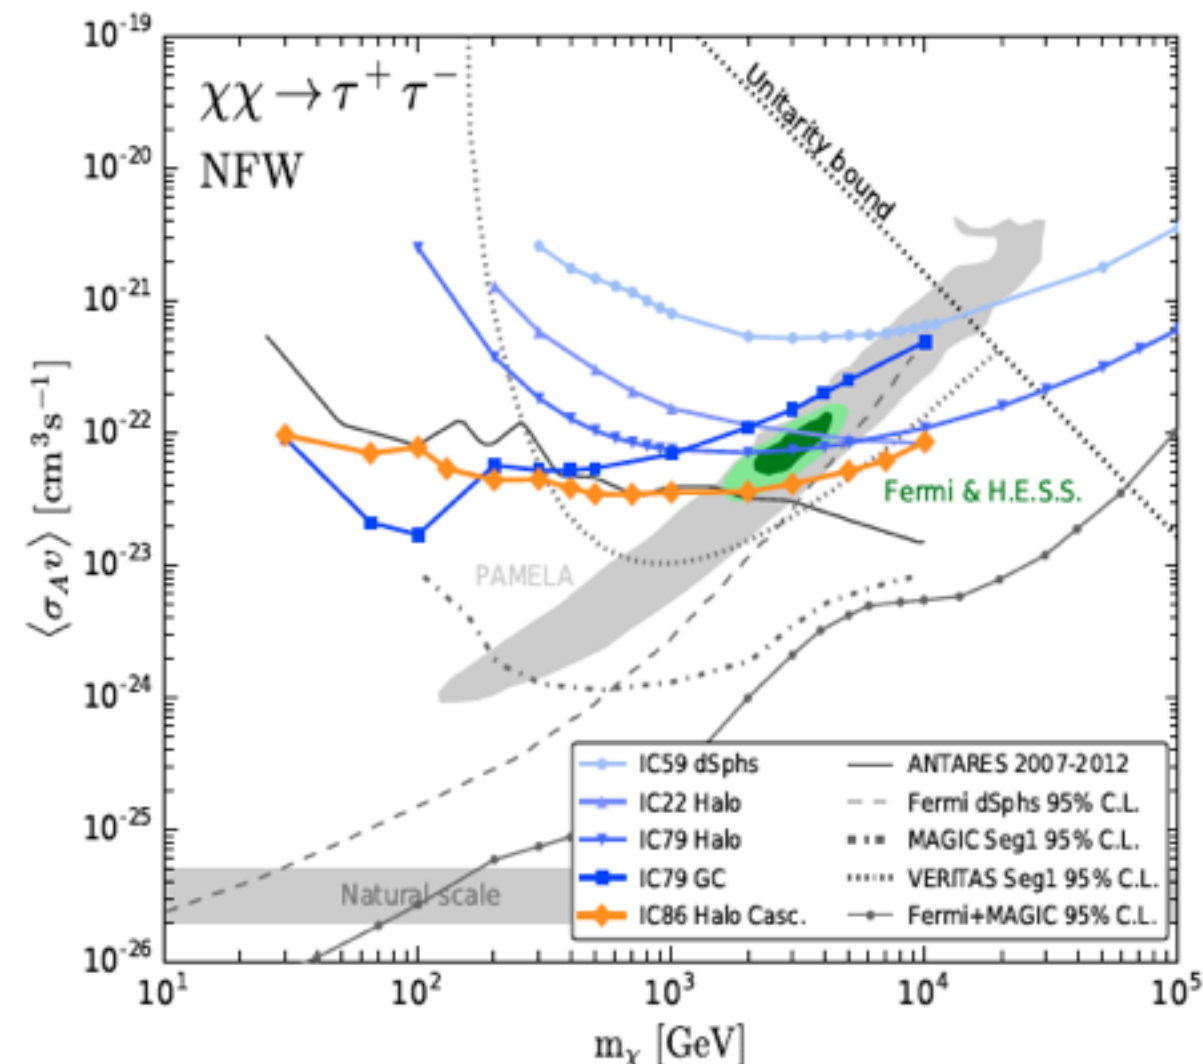 χχ → τ⁺ τ⁻
NFW
Unitarity bound
Fermi & H.E.S.S.
PAMELA
Natural scale
IC59 dSphs
IC22 Halo
IC79 Halo
IC79 GC
IC86 Halo Casc.
ANTARES 2007-2012
Fermi dSphs 95% C.L.
MAGIC Seg1 95% C.L.
VERITAS Seg1 95% C.L.
Fermi+MAGIC 95% C.L.
10⁻¹⁹
10⁻²⁰
10⁻²¹
10⁻²²
10⁻²³
10⁻²⁴
10⁻²⁵
10⁻²⁶
⟨σ_A v⟩ [cm³s⁻¹]
10¹ 10² 10³ 10⁴ 10⁵
m_χ [GeV]